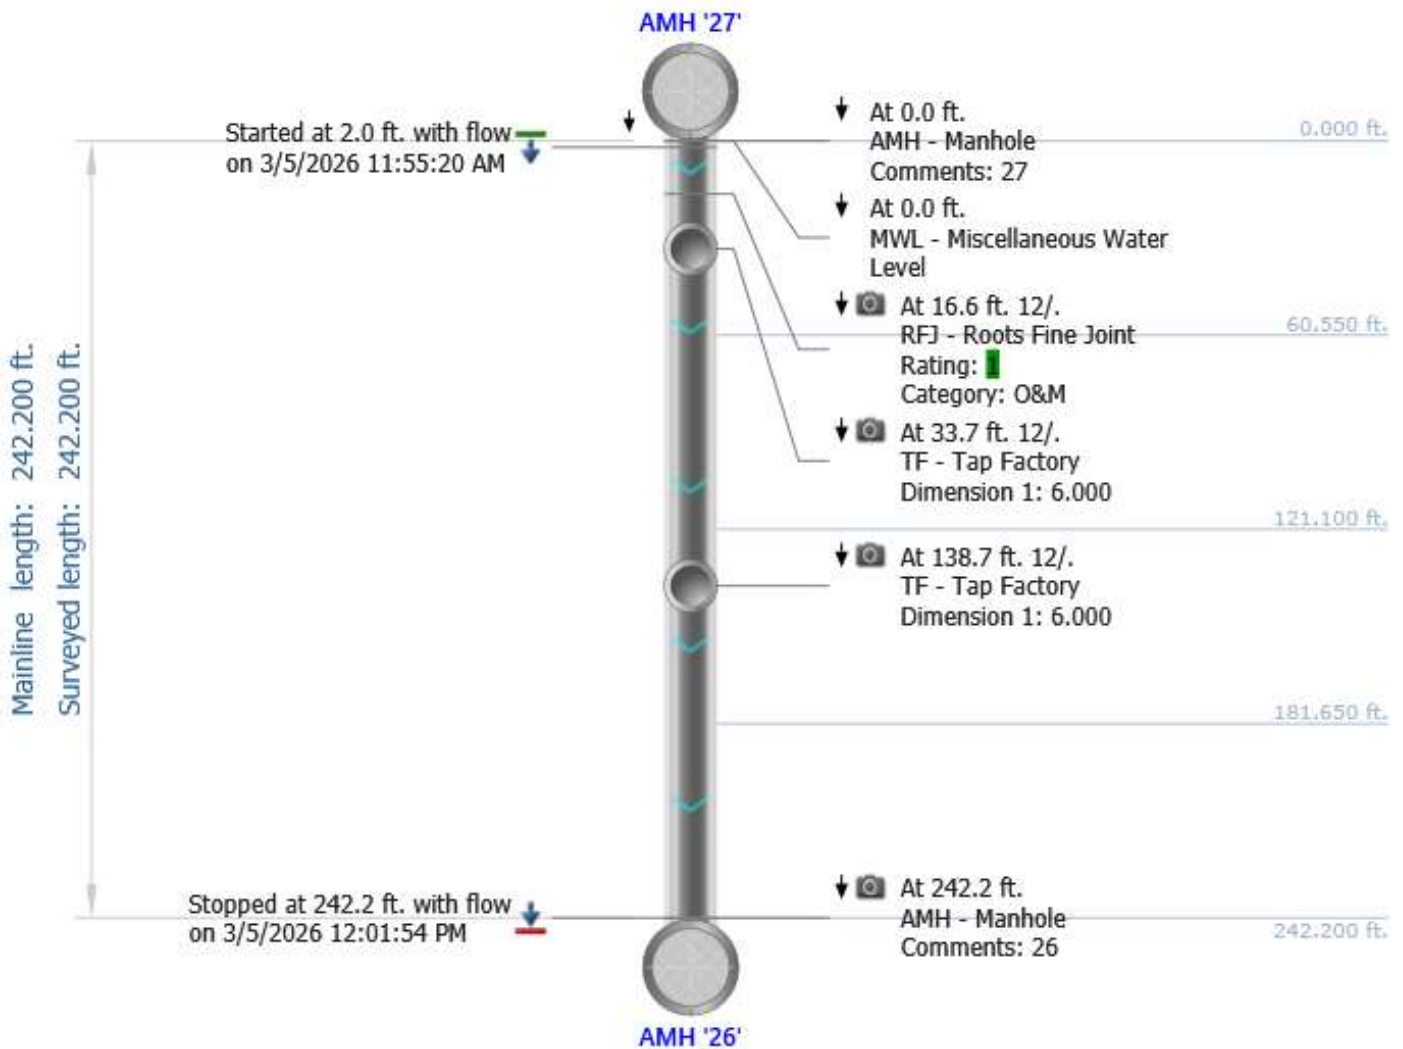 AMH '27'
Started at 2.0 ft. with flow
on 3/5/2026 11:55:20 AM
At 0.0 ft.
AMH - Manhole
Comments: 27
0.000 ft.
At 0.0 ft.
MWL - Miscellaneous Water
Level
At 16.6 ft. 12/.
RFJ - Roots Fine Joint
Rating: 1
Category: O&M
60.550 ft.
At 33.7 ft. 12/.
TF - Tap Factory
Dimension 1: 6.000
121.100 ft.
At 138.7 ft. 12/.
TF - Tap Factory
Dimension 1: 6.000
181.650 ft.
Mainline length: 242.200 ft.
Surveyed length: 242.200 ft.
Stopped at 242.2 ft. with flow
on 3/5/2026 12:01:54 PM
At 242.2 ft.
AMH - Manhole
Comments: 26
242.200 ft.
AMH '26'